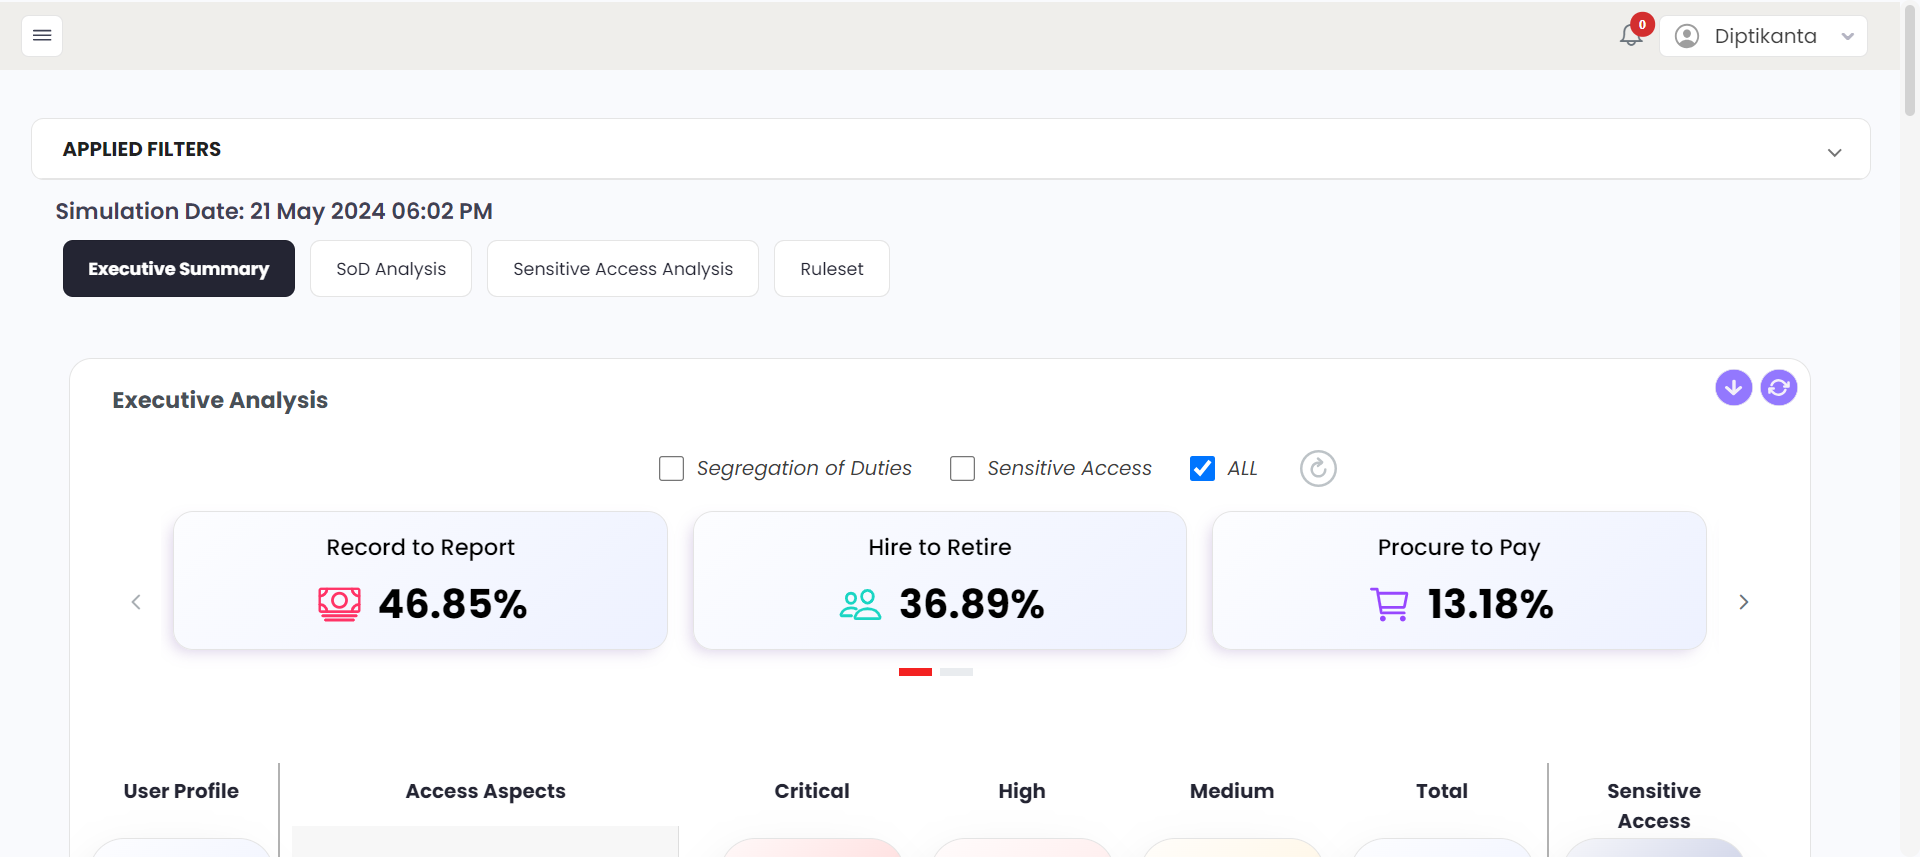 0
Diptikanta
APPLIED FILTERS
Simulation Date: 21 May 2024 06:02 PM
Executive Summary
SoD Analysis
Sensitive Access Analysis
Ruleset
Executive Analysis
Segregation of Duties
Sensitive Access
ALL
Record to Report
46.85%
Hire to Retire
36.89%
Procure to Pay
13.18%
User Profile
Access Aspects
Critical
High
Medium
Total
Sensitive
Access